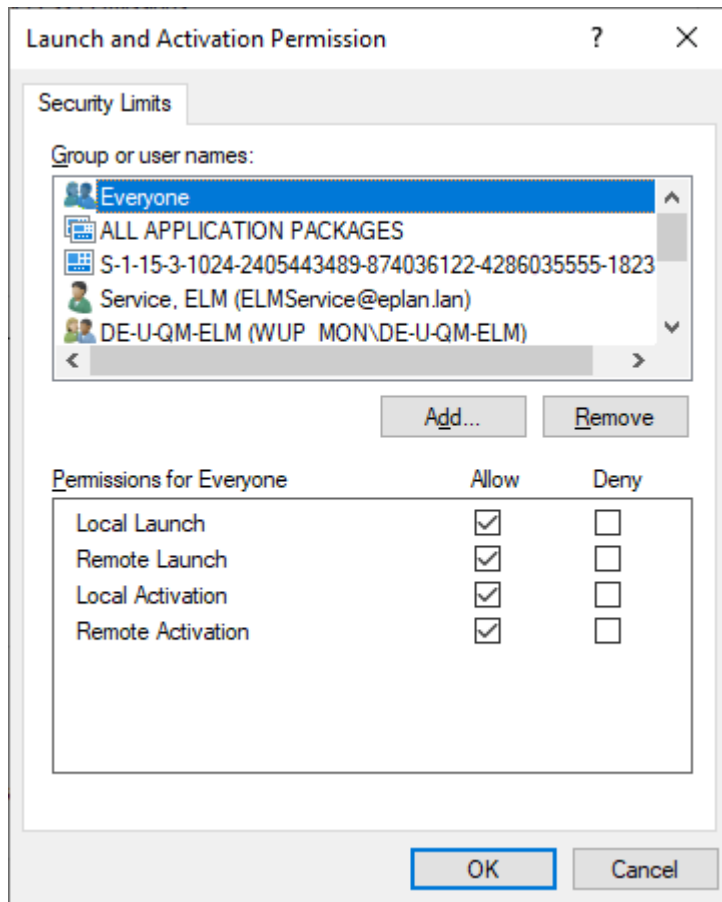 Launch and Activation Permission ? ×
Security Limits
Group or user names:
Everyone
ALL APPLICATION PACKAGES
S-1-15-3-1024-2405443489-874036122-4286035555-1823
Service, ELM (ELMService@eplan.lan)
DE-U-QM-ELM (WUP_MON\DE-U-QM-ELM)
Add... Remove
Permissions for Everyone Allow Deny
Local Launch
Remote Launch
Local Activation
Remote Activation
OK Cancel